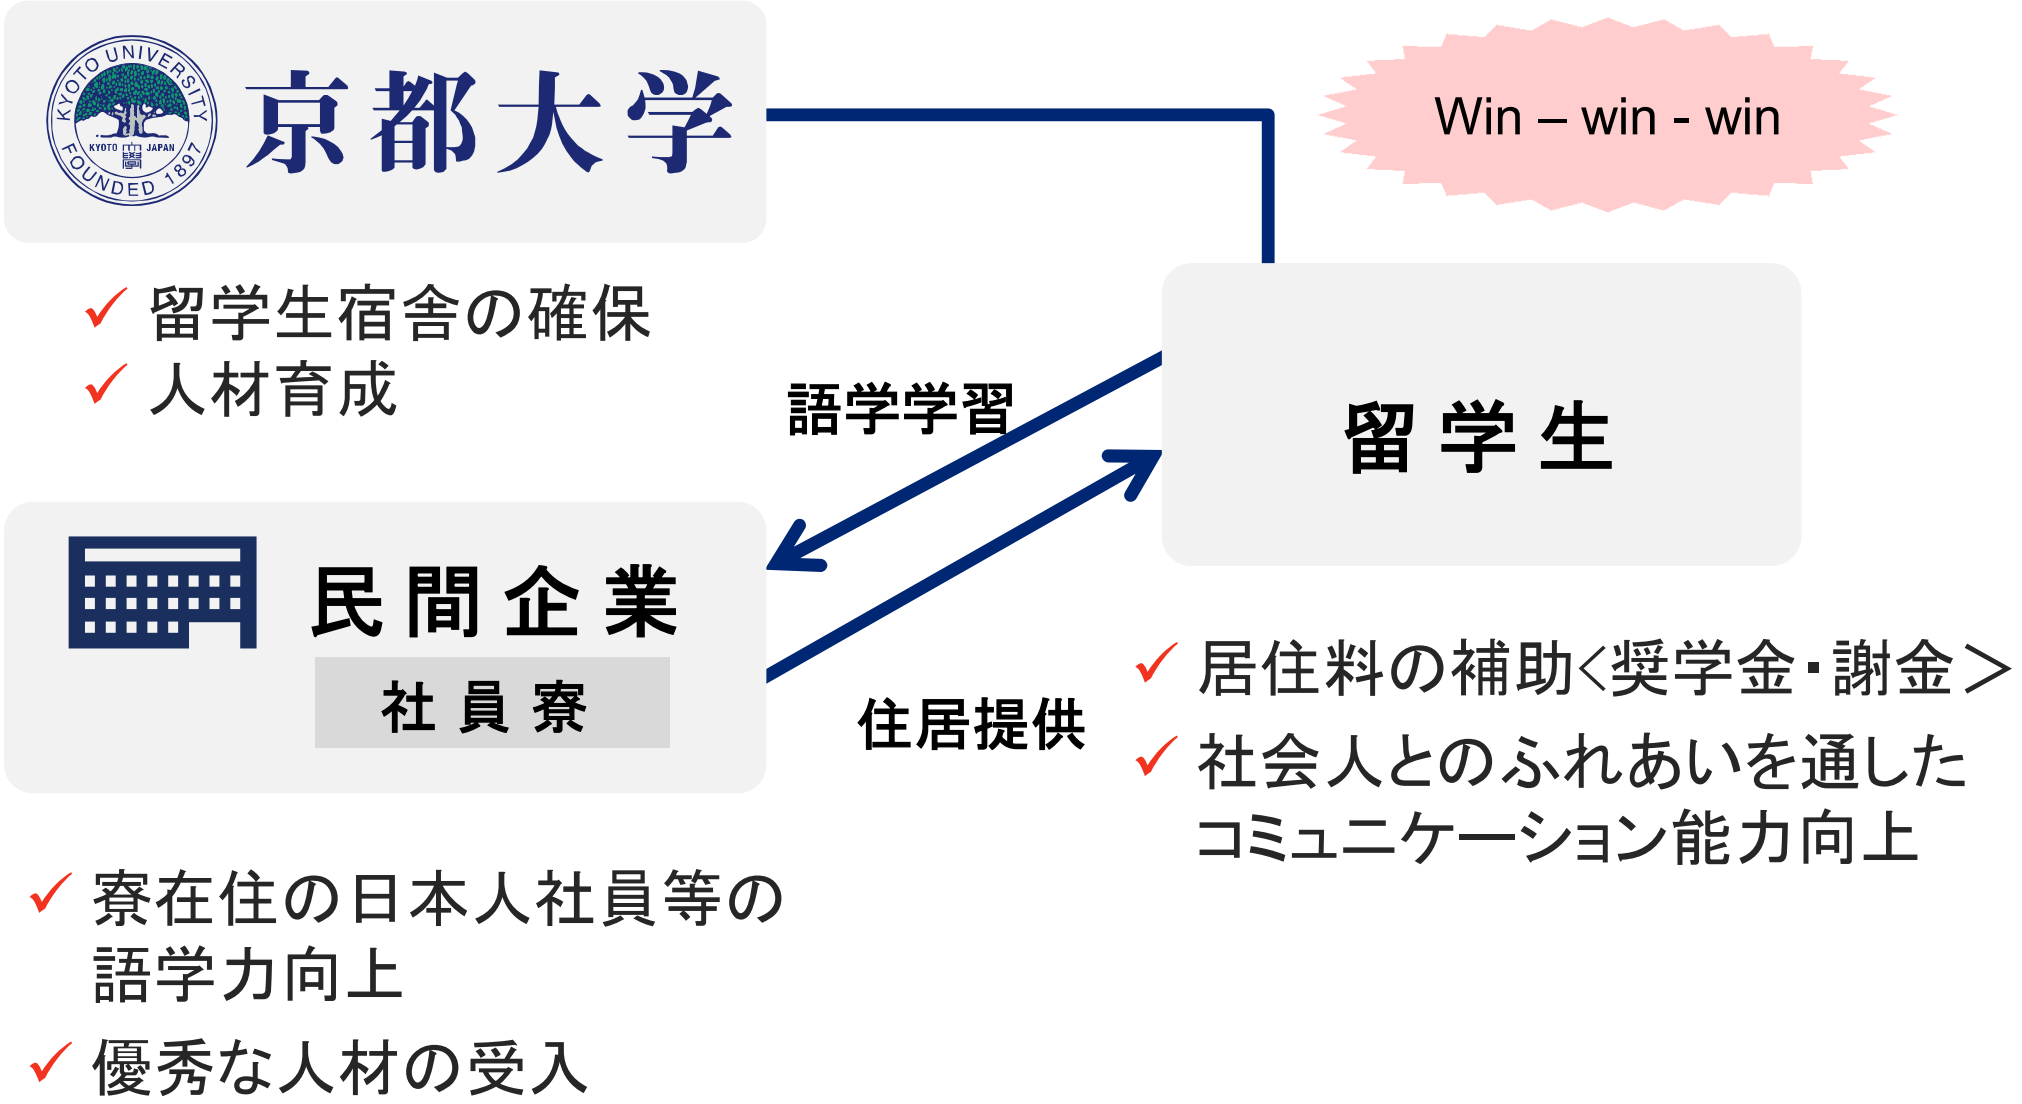 KYOTO UNIVERSITY
FOUNDED 1897
KYOTO JAPAN
京都大学
Win – win - win
留学生宿舎の確保
人材育成
語学学習
留学生
民間企業
社員寮
住居提供
居住料の補助<奨学金・謝金＞
社会人とのふれあいを通した
コミュニケーション能力向上
寮在住の日本人社員等の
語学力向上
優秀な人材の受入